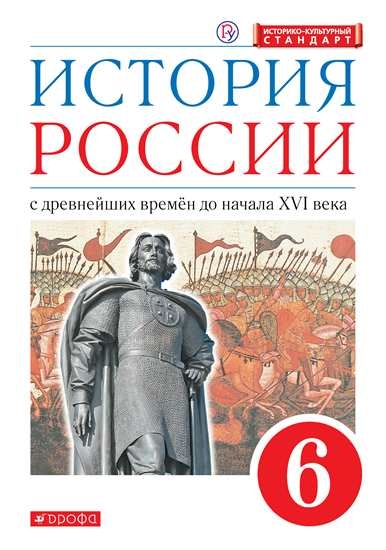 ИСТОРИКО-КУЛЬТУРНЫЙ
СТАНДАРТ
ИСТОРИЯ
РОССИИ
с древнейших времён до начала XVI века
6
дрофа